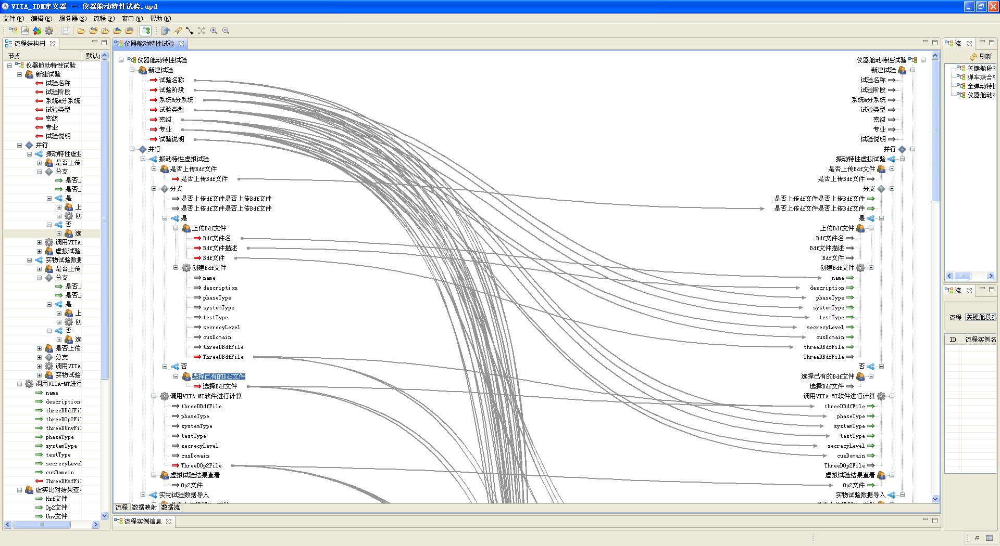 VITA_TDM定义器 － 仪器舱动特性试验.upd
文件(F) 编辑(E) 服务器(S) 流程(P) 窗口(W) 帮助(H)
流程结构树
节点
仪器舱动特性试验
新建试验
试验名称
试验阶段
系统&分系统
试验类型
密级
专业
试验说明
并行
振动特性虚拟
是否上传
分支
是否
是否
是
上
创
否
选
调用VITA-
虚拟试验
实物试验数据
是否上传
分支
是否
是否
是
上
创
否
选
是否上传
分支
调用VITA
实物试验
调用VITA-MT进行
name
description
threeDBdfFi
threeDOp2Fi
threeDUnvFi
phaseType
systemType
testType
secrecyLeve
cusDomain
ThreeDHsfFi
虚实比对结果查
Hsf文件
Op2文件
Unv文件
仪器舱动特性试验
仪器舱动特性试验
新建试验
试验名称
试验阶段
系统&分系统
试验类型
密级
专业
试验说明
并行
振动特性虚拟试验
是否上传Bdf文件
是否上传Bdf文件
分支
是否上传df文件是否上传Bdf文件
是否上传df文件是否上传Bdf文件
是
上传Bdf文件
Bdf文件名
Bdf文件描述
Bdf文件
创建Bdf文件
name
description
phaseType
systemType
testType
secrecyLevel
cusDomain
threeDBdfFile
ThreeDBdfFile
否
选择已有的Bdf文件
选择Bdf文件
调用VITA-MT软件进行计算
threeDBdfFile
phaseType
systemType
testType
secrecyLevel
cusDomain
ThreeDOp2File
虚拟试验结果查看
Op2文件
实物试验数据导入
仪器舱动特性试验
新建试验
试验名称
试验阶段
系统&分系统
试验类型
密级
专业
试验说明
并行
振动特性虚拟试验
是否上传Bdf文件
是否上传Bdf文件
分支
是否上传df文件是否上传Bdf文件
是否上传df文件是否上传Bdf文件
是
上传Bdf文件
Bdf文件名
Bdf文件描述
Bdf文件
创建Bdf文件
name
description
phaseType
systemType
testType
secrecyLevel
cusDomain
threeDBdfFile
ThreeDBdfFile
否
选择已有的Bdf文件
选择Bdf文件
调用VITA-MT软件进行计算
threeDBdfFile
phaseType
systemType
testType
secrecyLevel
cusDomain
ThreeDOp2File
虚拟试验结果查看
Op2文件
实物试验数据导入
流程 数据映射 数据流
流程实例信息
流
刷新
关键舱段
弹车联合
全弹动特性
仪器舱动
流
流程 关键舱段振
ID 流程实例名